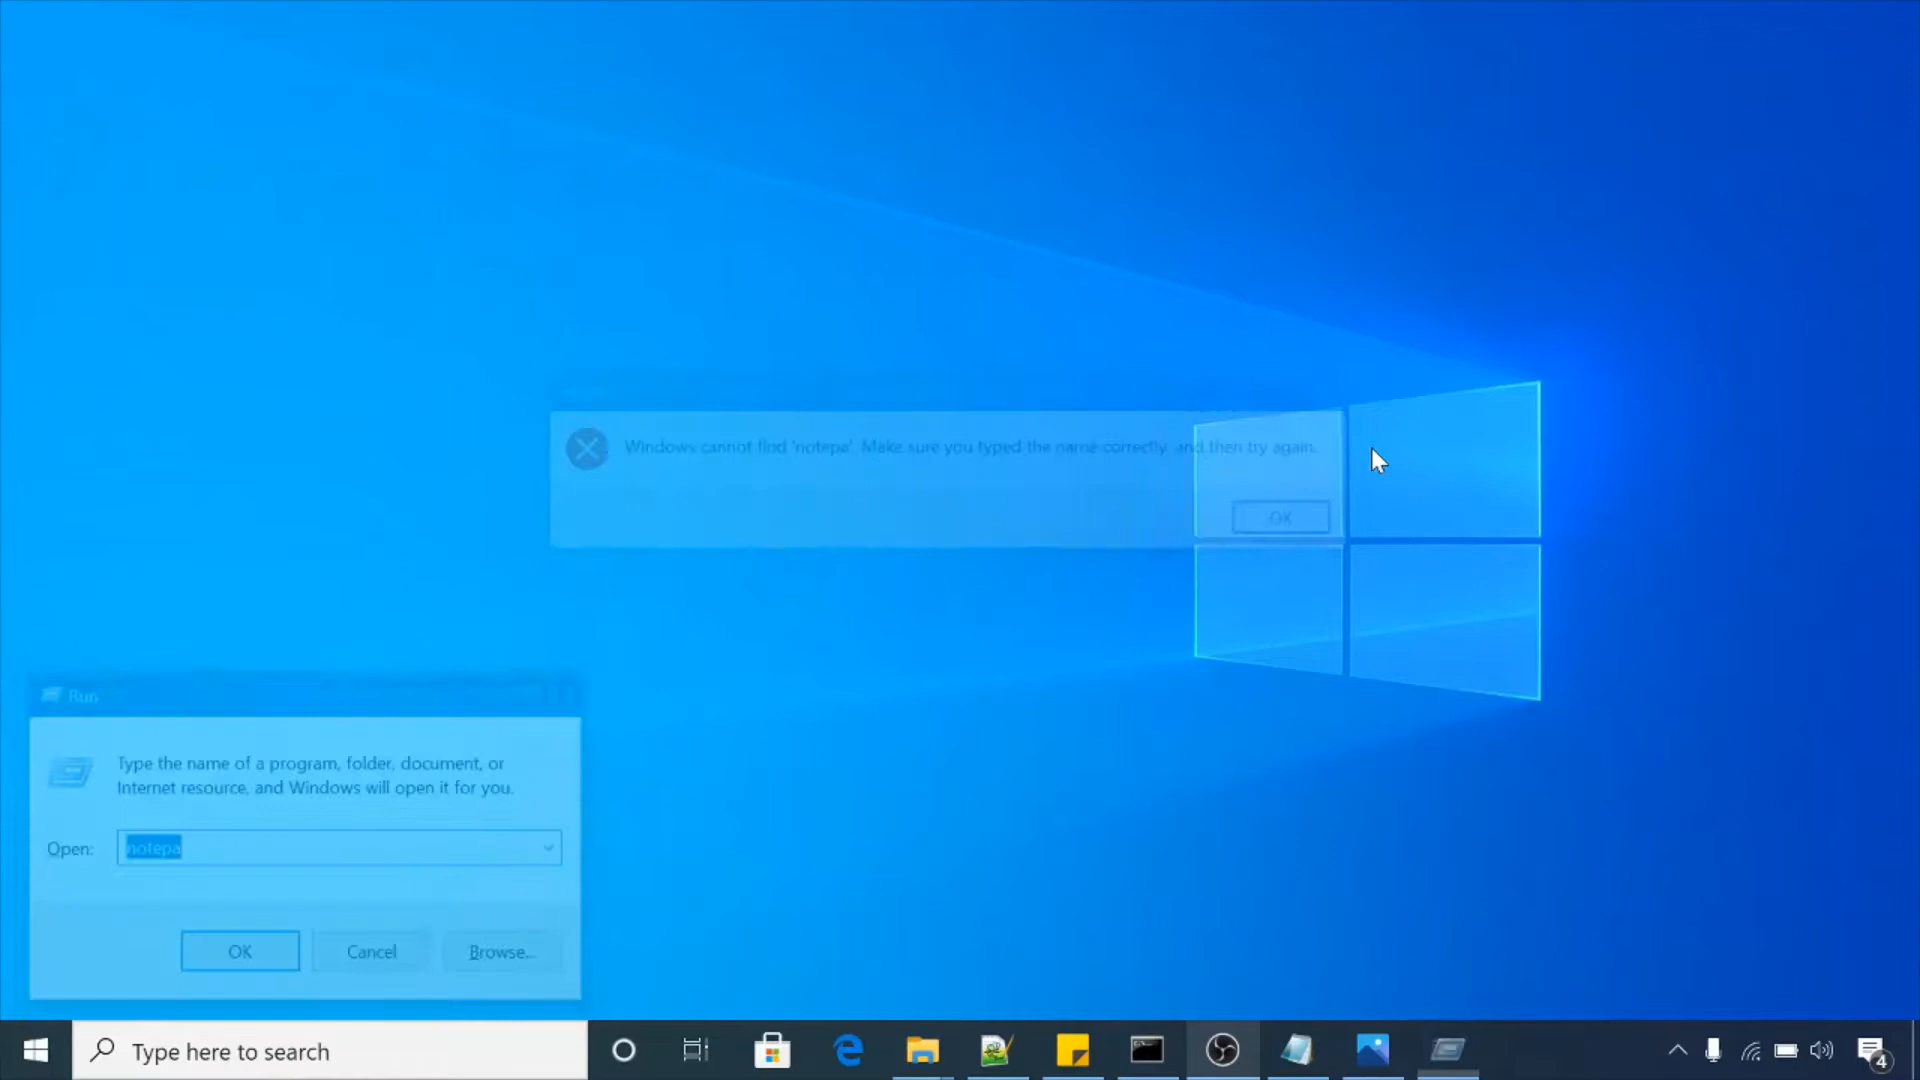 Windows cannot find 'notepa'. Make sure you typed the name correctly, and then try again.
OK
Run
Type the name of a program, folder, document, or
Internet resource, and Windows will open it for you.
Open: notepa
OK Cancel Browse...
Type here to search
4